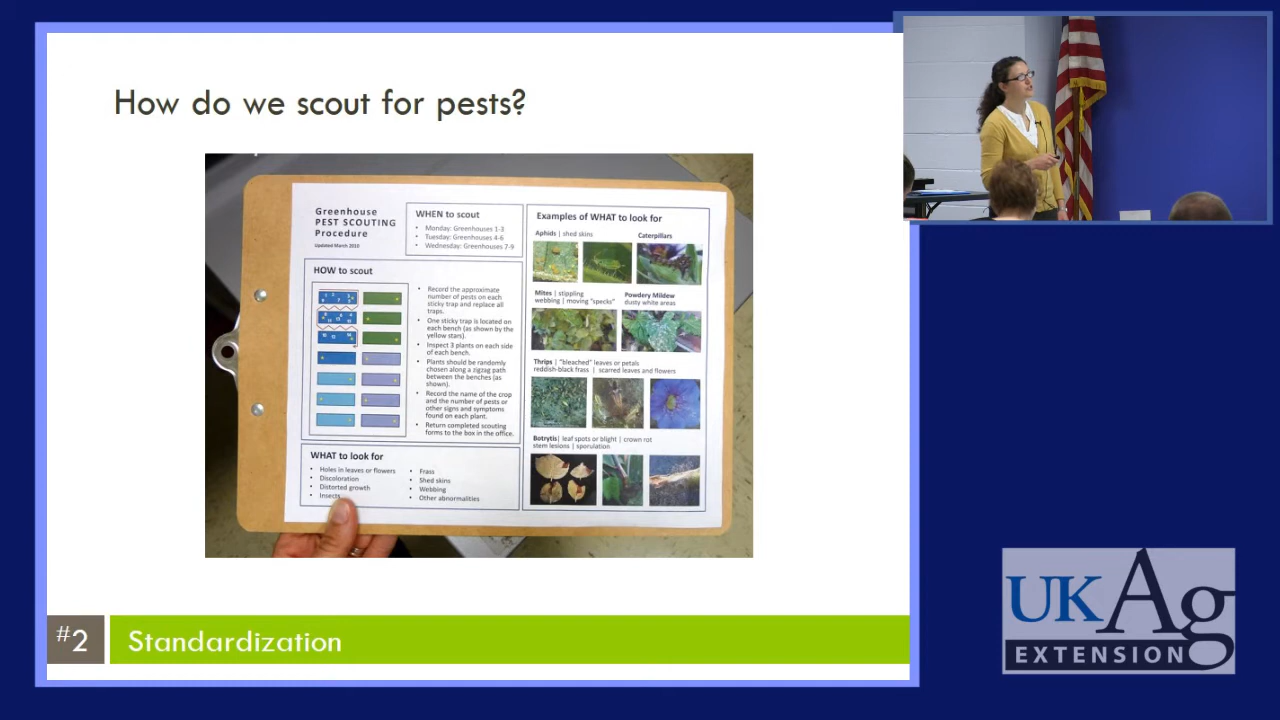 How do we scout for pests?
Greenhouse
PEST SCOUTING
Procedure
Updated March 2010
WHEN to scout
• Monday: Greenhouses 1-3
• Tuesday: Greenhouses 4-6
• Wednesday: Greenhouses 7-9
HOW to scout
• Record the approximate
number of pests on each
sticky trap and replace all
traps.
• One sticky trap is located on
each bench (as shown by the
yellow stars).
• Inspect 3 plants on each side
of each bench.
• Plants should be randomly
chosen along a zigzag path
between the benches (as
shown).
• Record the name of the crop
and the number of pests or
other signs and symptoms
found on each plant.
• Return completed scouting
forms to the box in the office.
WHAT to look for
• Holes in leaves or flowers
• Discoloration
• Distorted growth
• Insects
• Frass
• Shed skins
• Webbing
• Other abnormalities
Examples of WHAT to look for
Aphids | shed skins
Caterpillars
Mites | stippling
webbing | moving "specks"
Powdery Mildew
dusty white areas
Thrips | "bleached" leaves or petals
reddish-black frass | scarred leaves and flowers
Botrytis | leaf spots or blight | crown rot
stem lesions | sporulation
#2 Standardization
UK Ag
EXTENSION